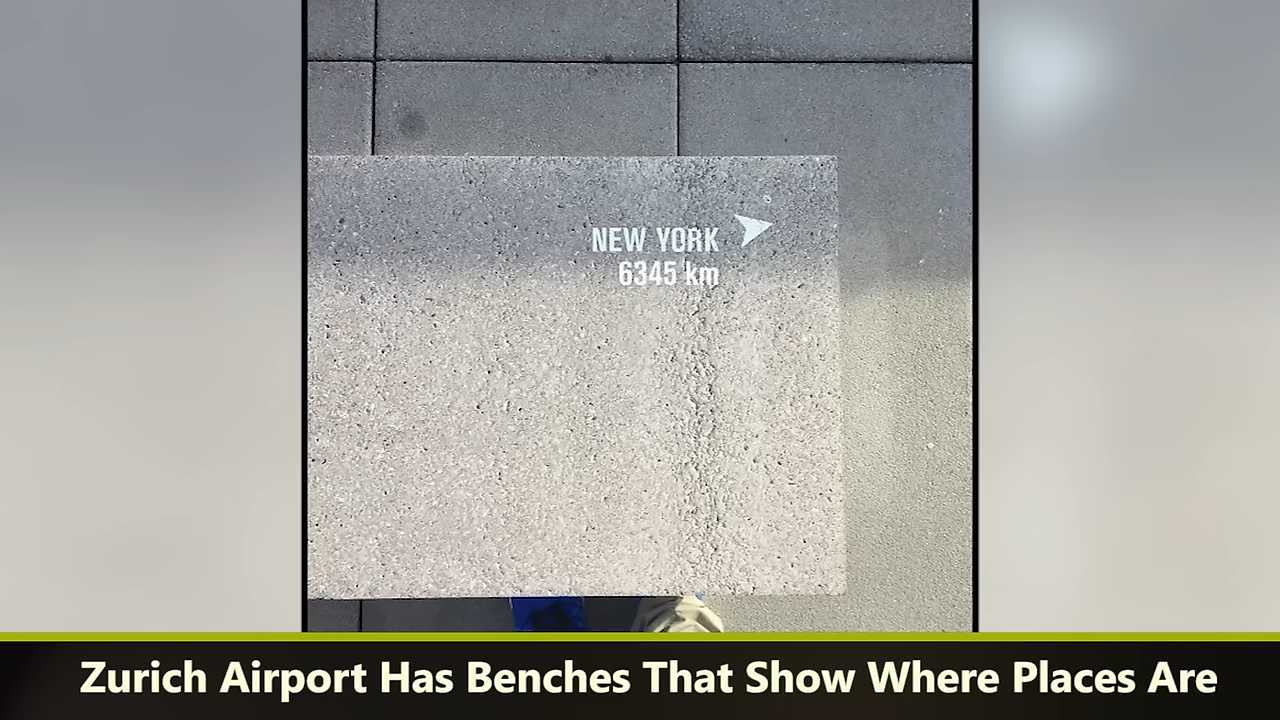 NEW YORK
6345 km
Zurich Airport Has Benches That Show Where Places Are